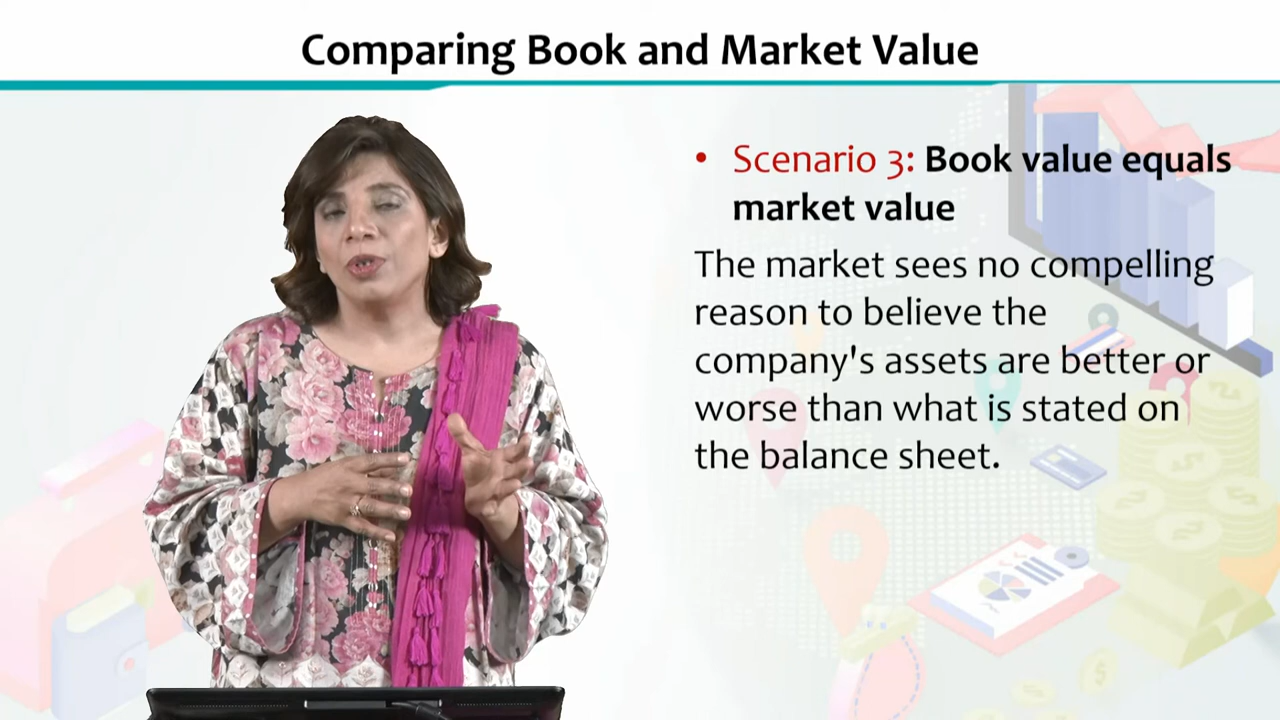 Comparing Book and Market Value
• Scenario 3: Book value equals
market value
The market sees no compelling
reason to believe the
company's assets are better or
worse than what is stated on
the balance sheet.